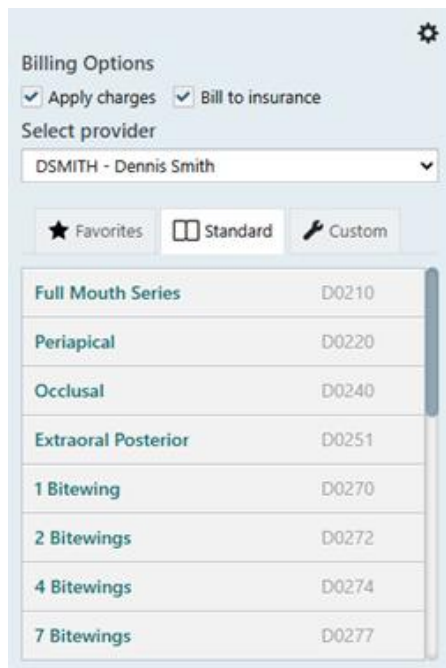 Billing Options
Apply charges Bill to insurance
Select provider
DSMITH - Dennis Smith
Favorites Standard Custom
Full Mouth Series D0210
Periapical D0220
Occlusal D0240
Extraoral Posterior D0251
1 Bitewing D0270
2 Bitewings D0272
4 Bitewings D0274
7 Bitewings D0277